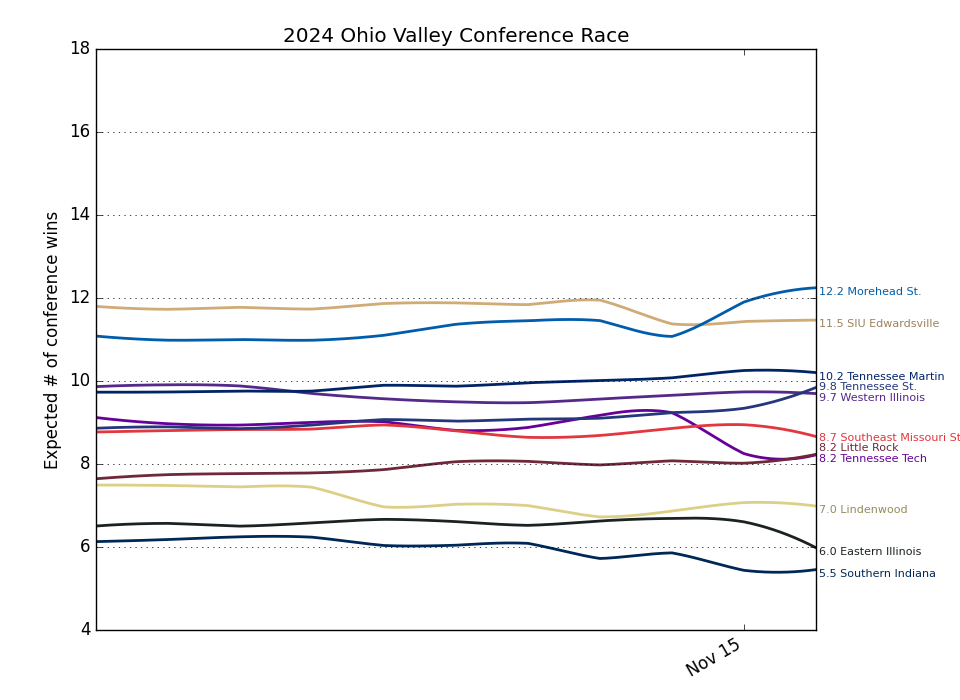 2024 Ohio Valley Conference Race
Expected # of conference wins
18
16
14
12
10
8
6
4
12.2 Morehead St.
11.5 SIU Edwardsville
10.2 Tennessee Martin
9.8 Tennessee St.
9.7 Western Illinois
8.7 Southeast Missouri St
8.2 Little Rock
8.2 Tennessee Tech
7.0 Lindenwood
6.0 Eastern Illinois
5.5 Southern Indiana
Nov 15